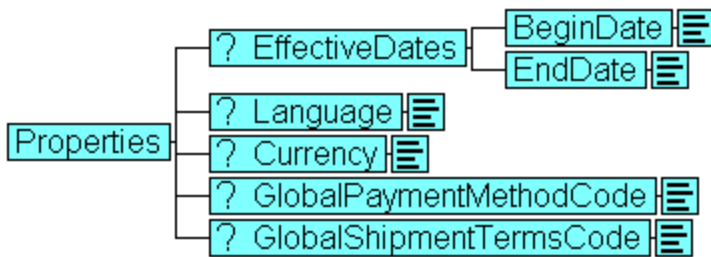 BeginDate
? EffectiveDates
EndDate
? Language
Properties
? Currency
? GlobalPaymentMethodCode
? GlobalShipmentTermsCode